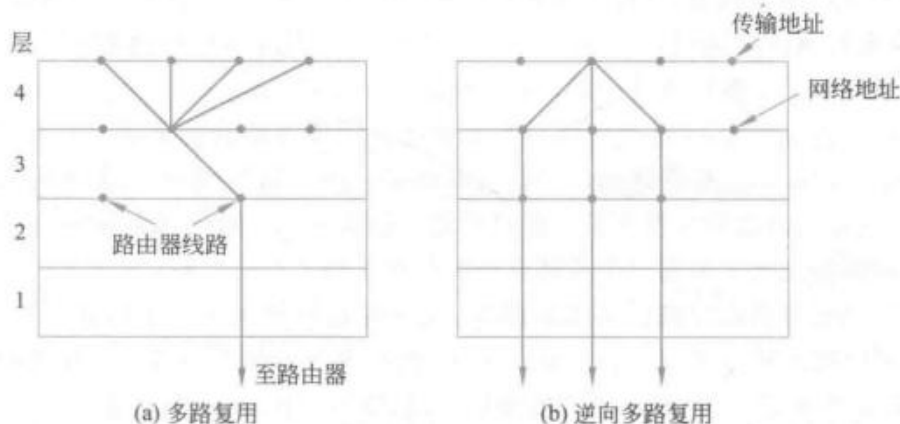 层
4
3
2
1
路由器线路
至路由器
(a) 多路复用
传输地址
网络地址
(b) 逆向多路复用